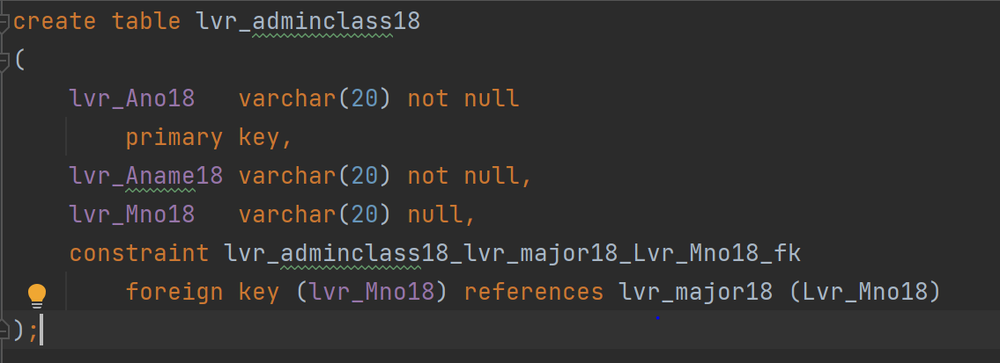 create table lvr_adminclass18
(
    lvr_Ano18   varchar(20) not null
        primary key,
    lvr_Aname18 varchar(20) not null,
    lvr_Mno18   varchar(20) null,
    constraint lvr_adminclass18_lvr_major18_Lvr_Mno18_fk
        foreign key (lvr_Mno18) references lvr_major18 (Lvr_Mno18)
);